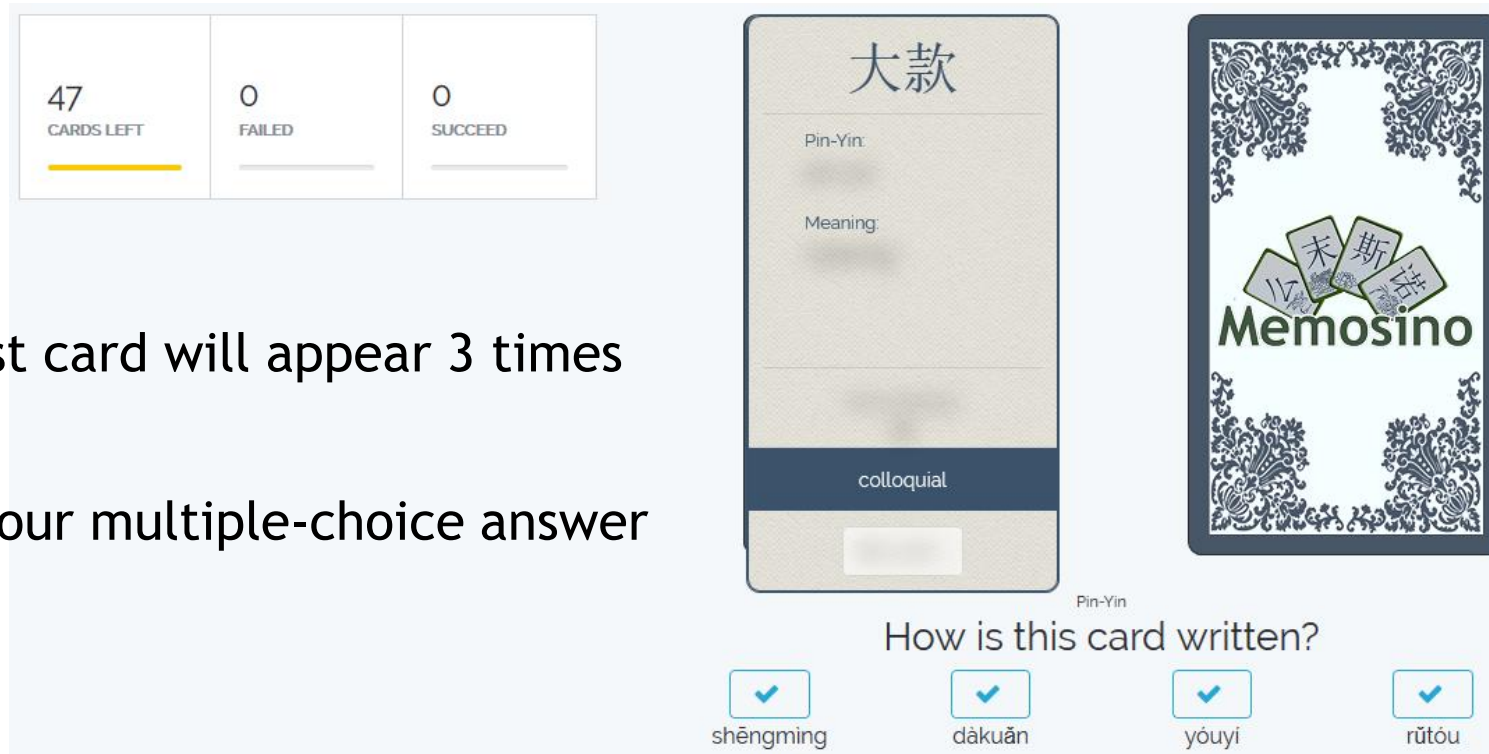 47
CARDS LEFT
0
FAILED
0
SUCCEED
st card will appear 3 times
our multiple-choice answer
大款
Pin-Yin:
Meaning:
colloquial
么 末 斯 诺
Memosino
Pin-Yin
How is this card written?
shēngming
dàkuǎn
yóuyí
rǔtóu